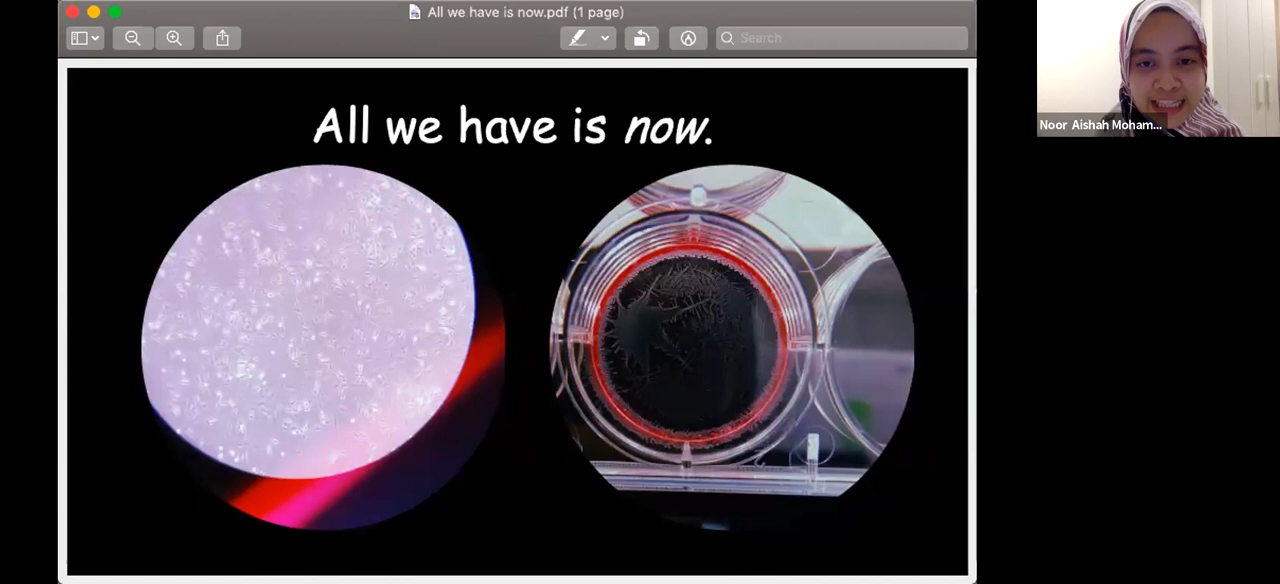 All we have is now.pdf (1 page)
Search
All we have is now.
Noor Aishah Moham...